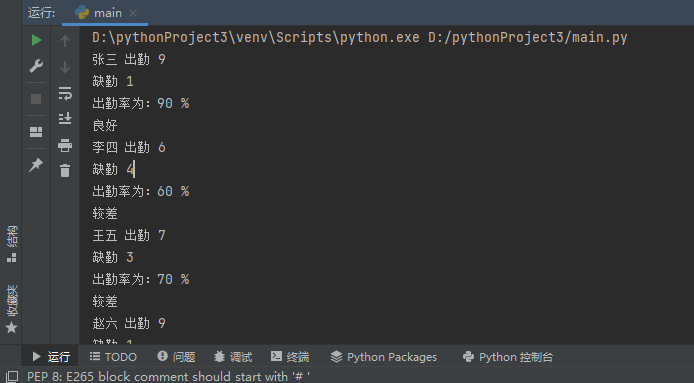 运行: main
D:\pythonProject3\venv\Scripts\python.exe D:/pythonProject3/main.py
张三 出勤 9
缺勤 1
出勤率为: 90 %
良好
李四 出勤 6
缺勤 4
出勤率为: 60 %
较差
王五 出勤 7
缺勤 3
出勤率为: 70 %
较差
赵六 出勤 9
缺勤 1
结构
收藏夹
运行 TODO 问题 调试 终端 Python Packages Python 控制台
PEP 8: E265 block comment should start with '# '